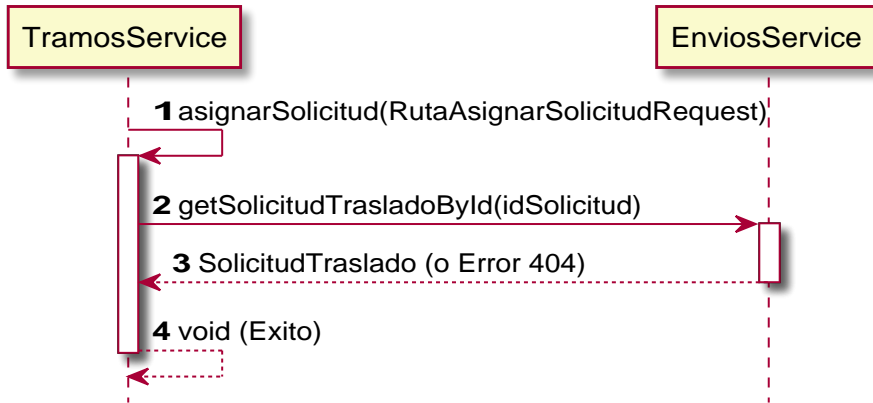 TramosService
EnviosService
1 asignarSolicitud(RutaAsignarSolicitudRequest)
2 getSolicitudTrasladoById(idSolicitud)
3 SolicitudTraslado (o Error 404)
4 void (Exito)